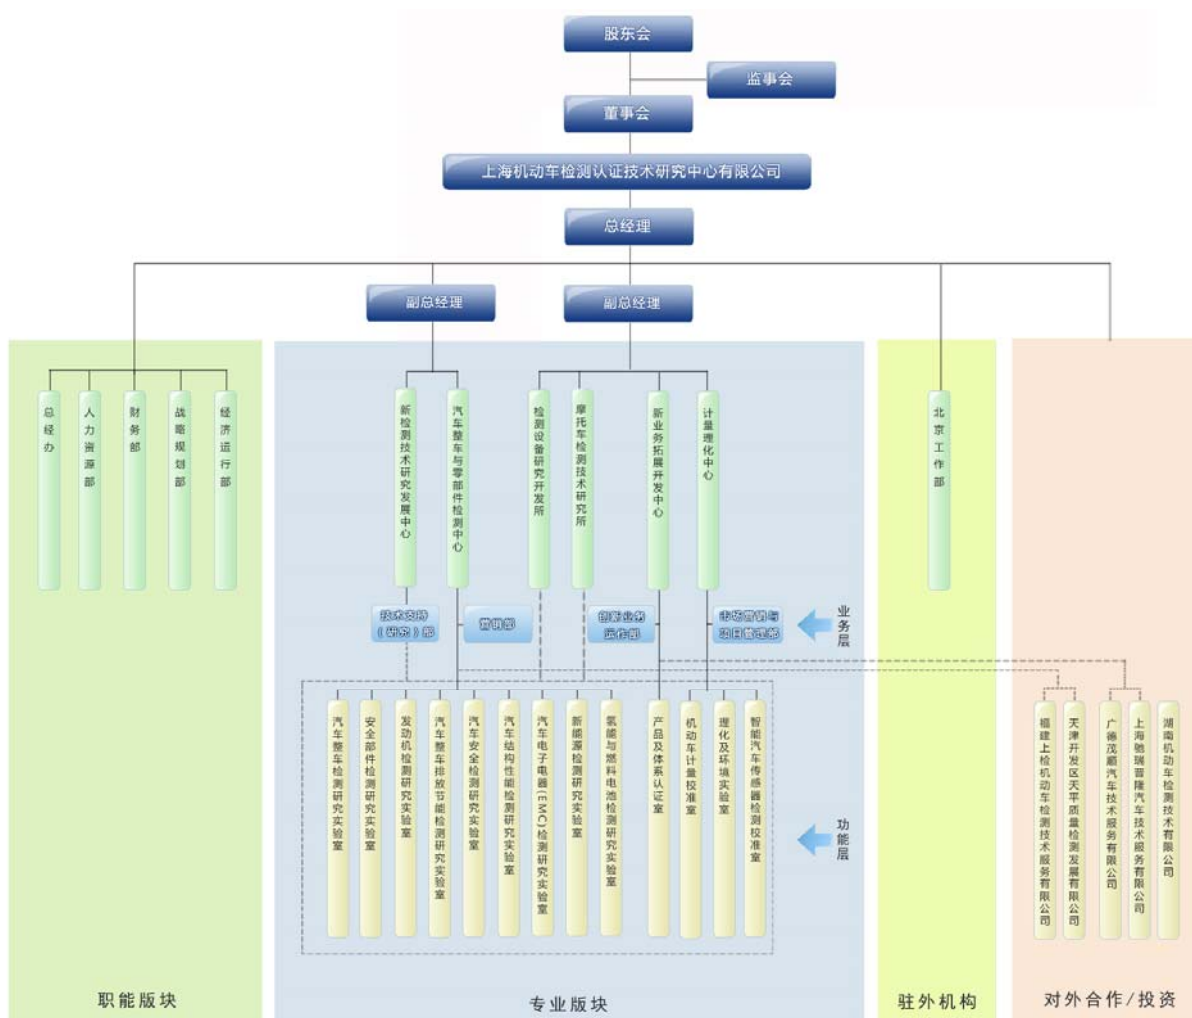 股东会
监事会
董事会
上海机动车检测认证技术研究中心有限公司
总经理
副总经理
副总经理
总经办
人力资源部
财务部
战略规划部
经济运行部
新检测技术研究发展中心
汽车整车与零部件检测中心
检测设备研究开发所
摩托车检测技术研究所
新业务拓展开发中心
计量理化中心
北京工作部
技术支持
(研究)部
营销部
创新业务
运作部
市场营销与
项目管理部
业务层
汽车整车检测研究实验室
安全部件检测研究实验室
发动机检测研究实验室
汽车整车排放节能检测研究实验室
汽车安全检测研究实验室
汽车结构性能检测研究实验室
汽车电子电器(EMC)检测研究实验室
新能源检测研究实验室
氢能与燃料电池检测研究实验室
产品及体系认证室
机动车计量校准室
理化及环境实验室
智能汽车传感器检测校准室
功能层
福建上检机动车检测技术服务有限公司
天津开发区天平质量检测发展有限公司
广德茂顺汽车技术服务有限公司
上海驰瑞晋隆汽车技术服务有限公司
湖南机动车检测技术有限公司
职能版块
专业版块
驻外机构
对外合作/投资